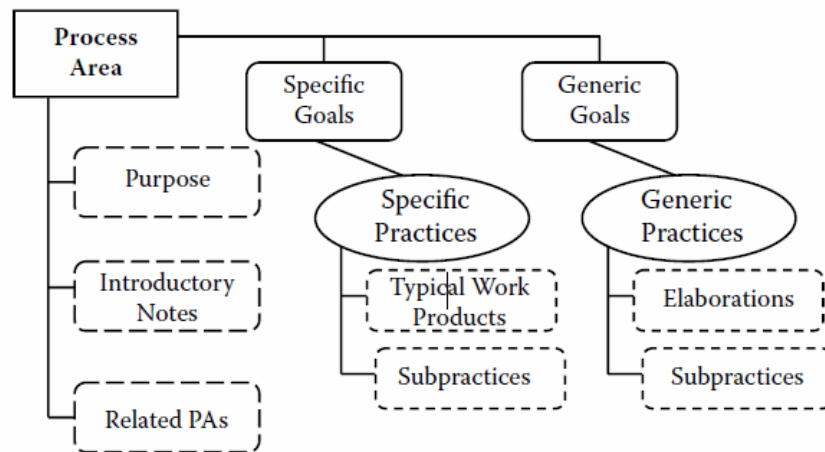 Process
Area
Specific
Goals
Generic
Goals
Purpose
Specific
Practices
Generic
Practices
Introductory
Notes
Typical Work
Products
Elaborations
Subpractices
Subpractices
Related PAs